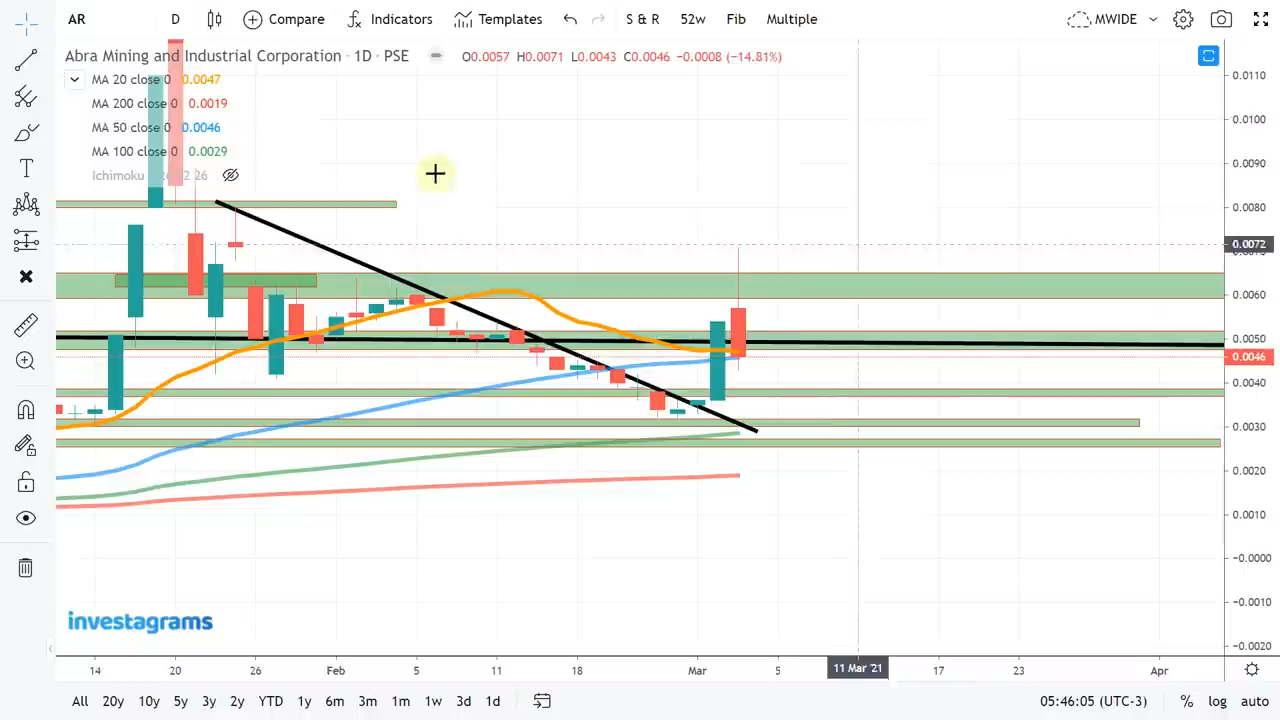 AR D Compare Indicators Templates S & R 52w Fib Multiple MWIDE
Abra Mining and Industrial Corporation · 1D · PSE O0.0057 H0.0071 L0.0043 C0.0046 −0.0008 (−14.81%)
MA 20 close 0 0.0047
MA 200 close 0 0.0019
MA 50 close 0 0.0046
MA 100 close 0 0.0029
Ichimoku 26
0.0110
0.0100
0.0090
0.0080
0.0072
0.0060
0.0050
0.0046
0.0040
0.0030
0.0020
0.0010
−0.0000
−0.0010
−0.0020
investagrams
14 20 26 Feb 5 11 18 Mar 5 11 Mar '21 17 23 Apr
All 20y 10y 5y 3y 2y YTD 1y 6m 3m 1m 1w 3d 1d 05:46:05 (UTC-3) % log auto